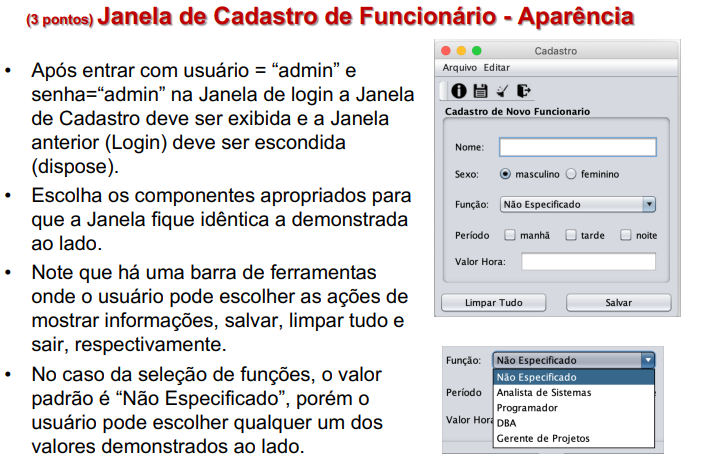 (3 pontos) Janela de Cadastro de Funcionário - Aparência
• Após entrar com usuário = “admin” e
senha=“admin” na Janela de login a Janela
de Cadastro deve ser exibida e a Janela
anterior (Login) deve ser escondida
(dispose).
• Escolha os componentes apropriados para
que a Janela fique idêntica a demonstrada
ao lado.
• Note que há uma barra de ferramentas
onde o usuário pode escolher as ações de
mostrar informações, salvar, limpar tudo e
sair, respectivamente.
• No caso da seleção de funções, o valor
padrão é “Não Especificado”, porém o
usuário pode escolher qualquer um dos
valores demonstrados ao lado.
Cadastro
Arquivo Editar
Cadastro de Novo Funcionario
Nome:
Sexo: masculino feminino
Função: Não Especificado
Período manhã tarde noite
Valor Hora:
Limpar Tudo Salvar
Função: Não Especificado
Não Especificado
Período Analista de Sistemas e
Programador
Valor Hora DBA
Gerente de Projetos